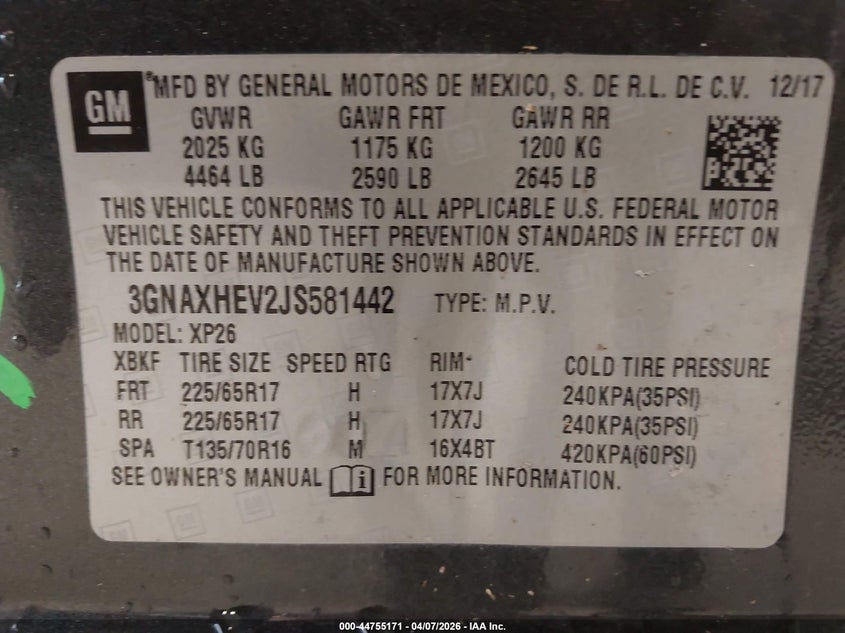 GM
MFD BY GENERAL MOTORS DE MEXICO, S. DE R.L. DE C.V. 12/17
GVWR GAWR FRT GAWR RR
2025 KG 1175 KG 1200 KG
4464 LB 2590 LB 2645 LB
THIS VEHICLE CONFORMS TO ALL APPLICABLE U.S. FEDERAL MOTOR
VEHICLE SAFETY AND THEFT PREVENTION STANDARDS IN EFFECT ON
THE DATE OF MANUFACTURE SHOWN ABOVE.
3GNAXHEV2JS581442 TYPE: M.P.V.
MODEL: XP26
XBKF TIRE SIZE SPEED RTG RIM COLD TIRE PRESSURE
FRT 225/65R17 H 17X7J 240KPA(35PSI)
RR 225/65R17 H 17X7J 240KPA(35PSI)
SPA T135/70R16 M 16X4BT 420KPA(60PSI)
SEE OWNER'S MANUAL i FOR MORE INFORMATION.
000-44755171 04/07/2026 - IAA Inc.